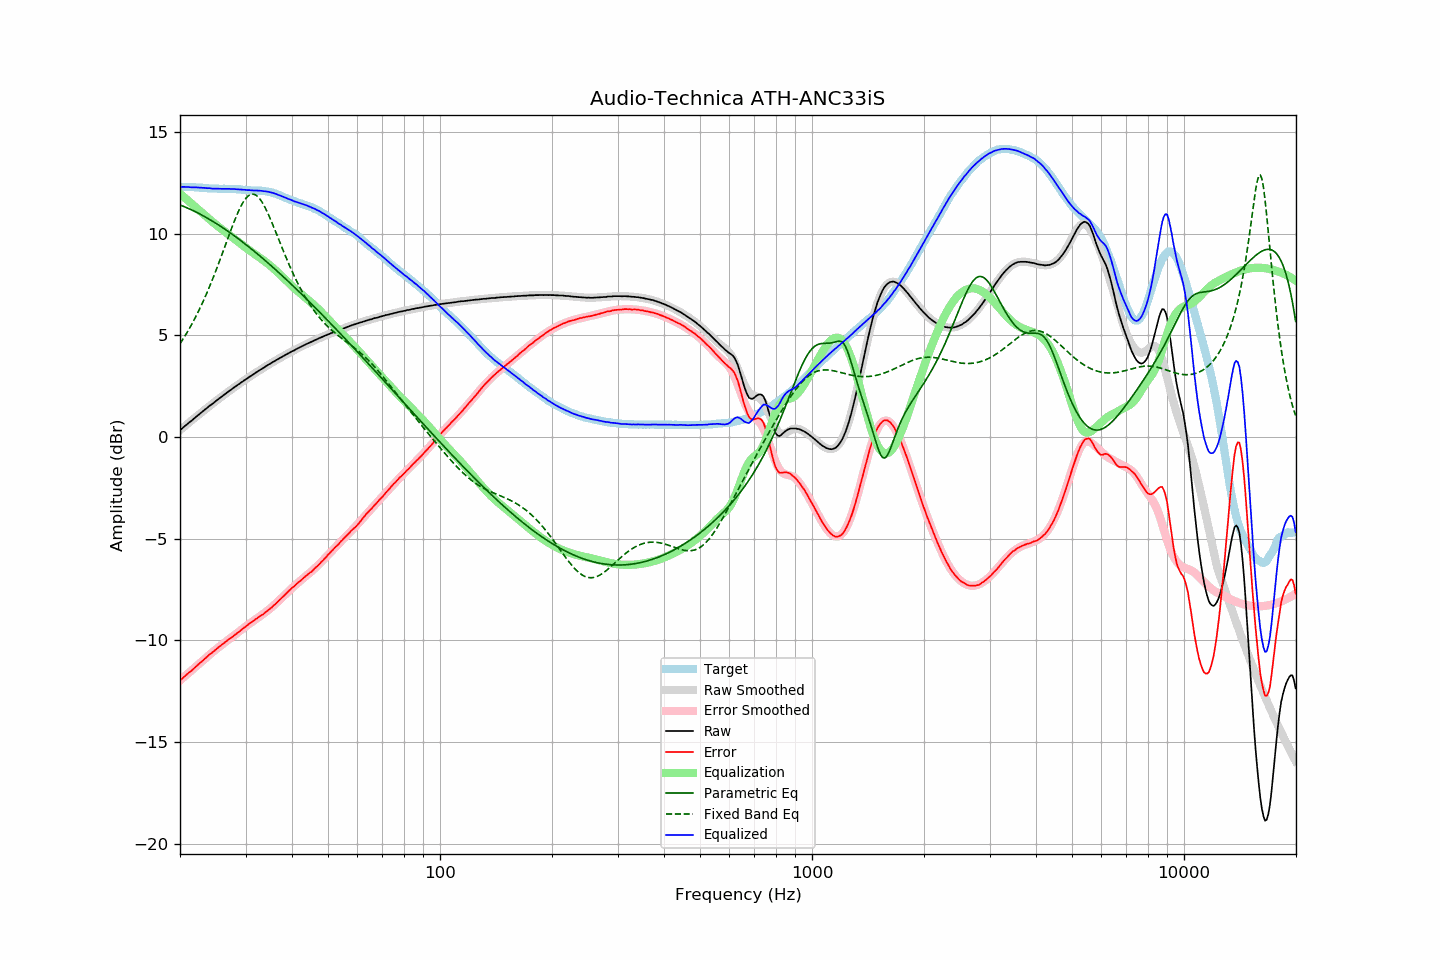 Audio-Technica ATH-ANC33iS
15
10
5
0
−5
−10
−15
−20
Amplitude (dBr)
100
1000
10000
Frequency (Hz)
Target
Raw Smoothed
Error Smoothed
Raw
Error
Equalization
Parametric Eq
Fixed Band Eq
Equalized